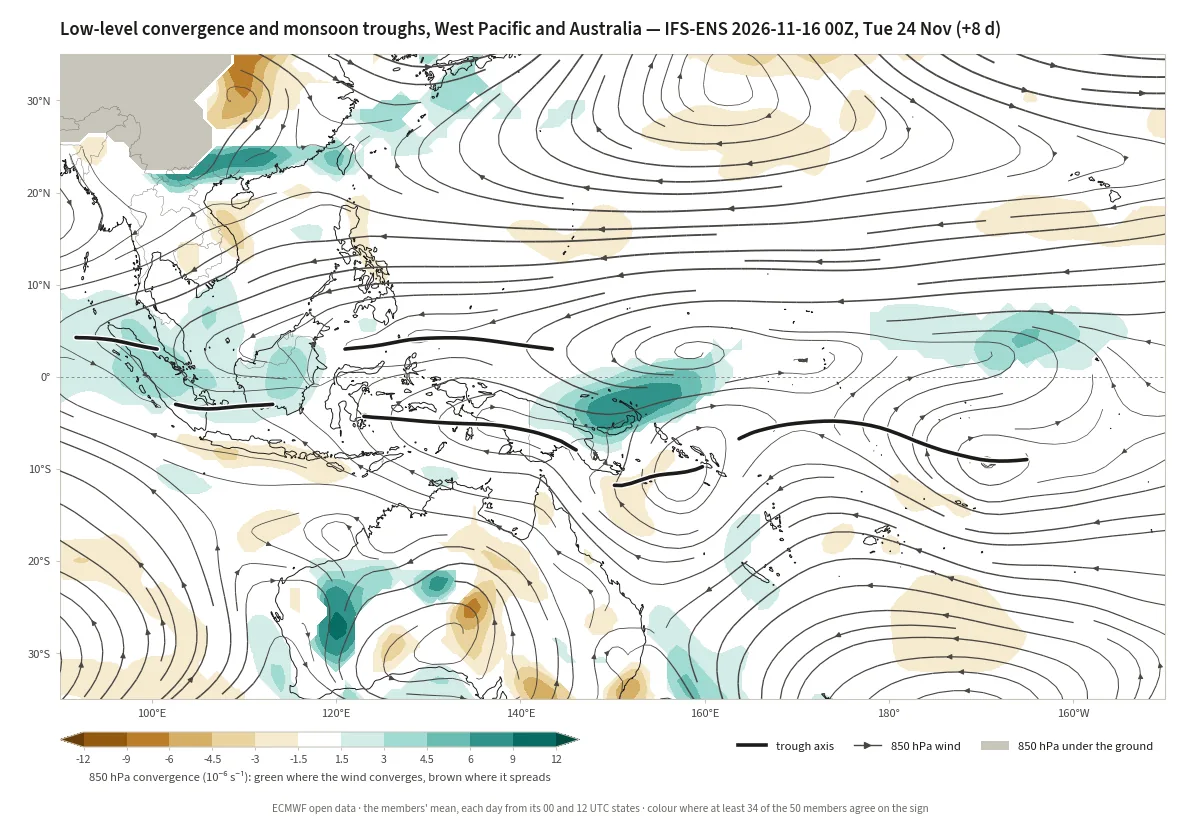 Low-level convergence and monsoon troughs, West Pacific and Australia — IFS-ENS 2026-11-16 00Z, Tue 24 Nov (+8 d)
30°N
20°N
10°N
0°
10°S
20°S
30°S
100°E 120°E 140°E 160°E 180° 160°W
-12 -9 -6 -4.5 -3 -1.5 1.5 3 4.5 6 9 12
850 hPa convergence (10⁻⁶ s⁻¹): green where the wind converges, brown where it spreads
trough axis 850 hPa wind 850 hPa under the ground
ECMWF open data · the members' mean, each day from its 00 and 12 UTC states · colour where at least 34 of the 50 members agree on the sign